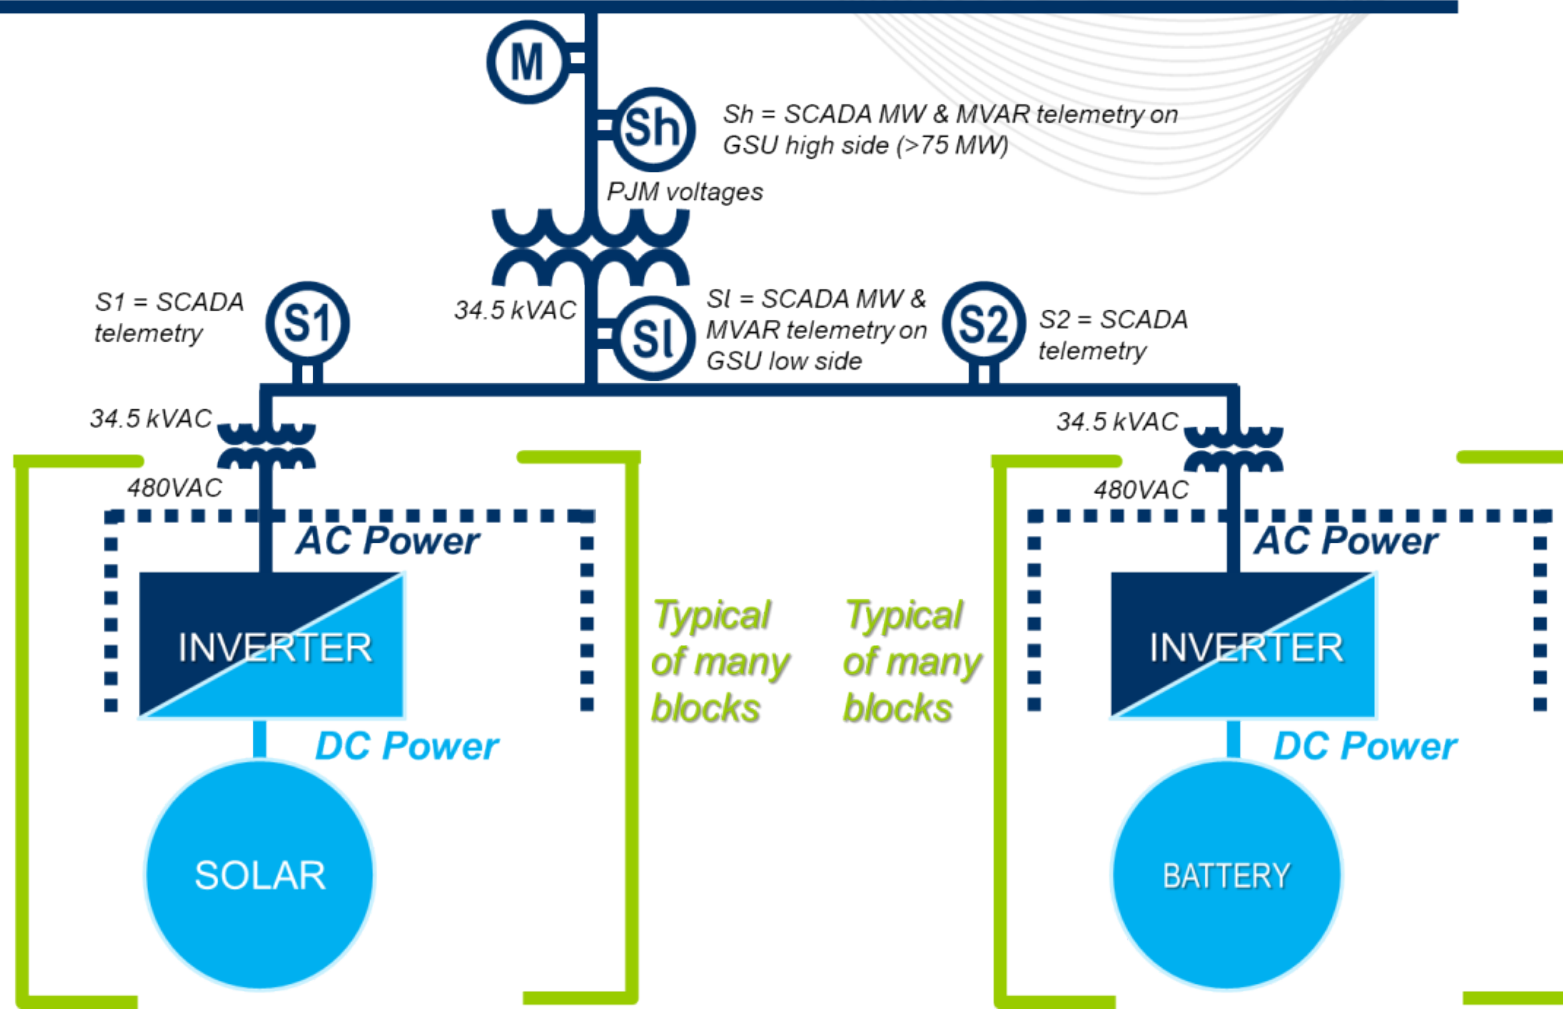 M
Sh
Sh = SCADA MW & MVAR telemetry on
GSU high side (>75 MW)
PJM voltages
S1 = SCADA
telemetry
S1
34.5 kVAC
Sl
Sl = SCADA MW &
MVAR telemetry on
GSU low side
S2
S2 = SCADA
telemetry
34.5 kVAC
480VAC
AC Power
INVERTER
DC Power
SOLAR
Typical
of many
blocks
Typical
of many
blocks
34.5 kVAC
480VAC
AC Power
INVERTER
DC Power
BATTERY